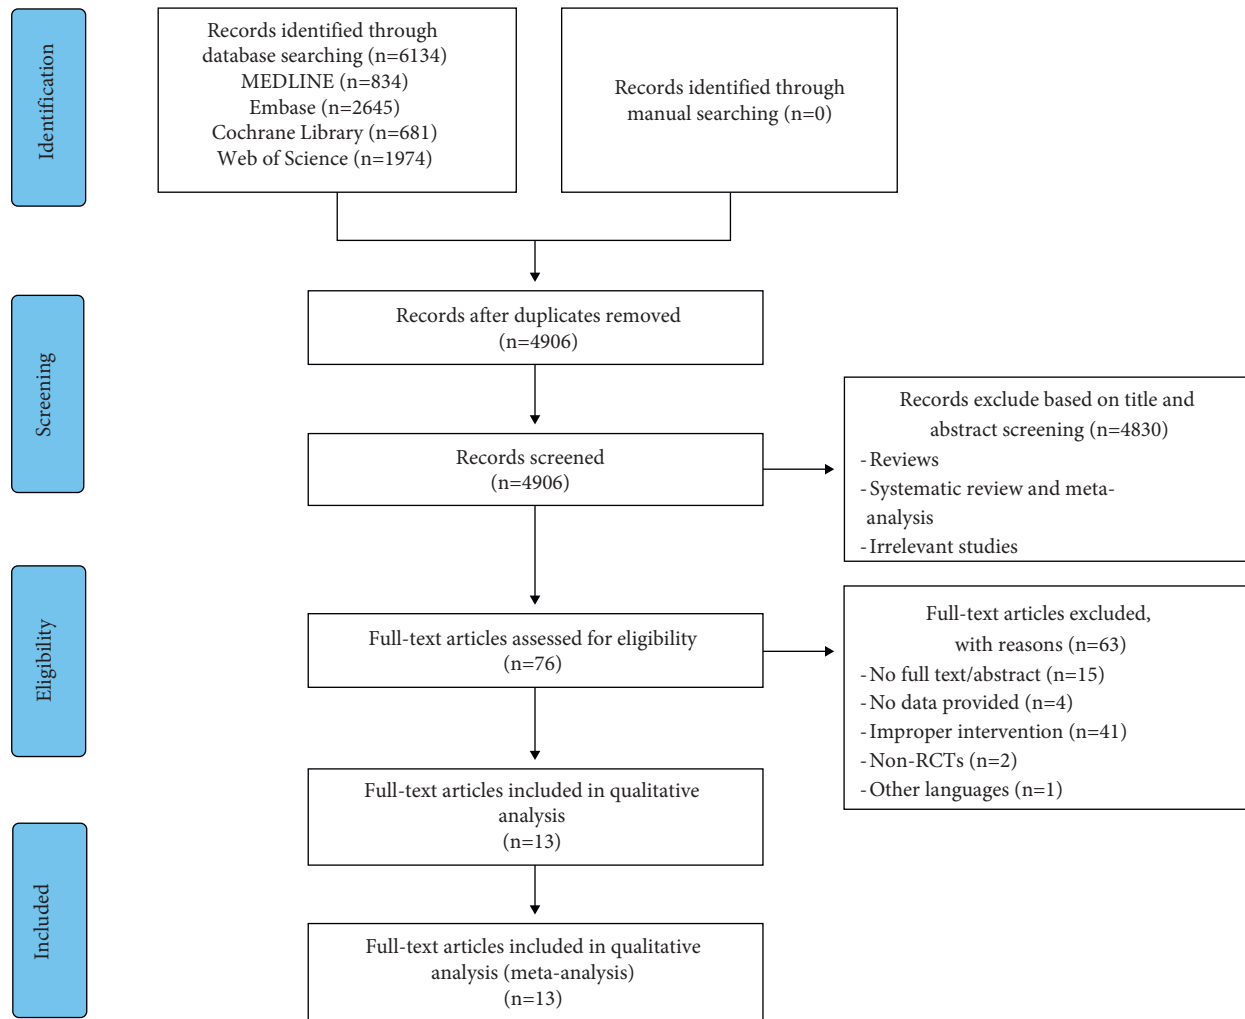 Identification
Records identified through
database searching (n=6134)
MEDLINE (n=834)
Embase (n=2645)
Cochrane Library (n=681)
Web of Science (n=1974)
Records identified through
manual searching (n=0)
Screening
Records after duplicates removed
(n=4906)
Records screened
(n=4906)
Records exclude based on title and
abstract screening (n=4830)
- Reviews
- Systematic review and meta-
analysis
- Irrelevant studies
Eligibility
Full-text articles assessed for eligibility
(n=76)
Full-text articles excluded,
with reasons (n=63)
- No full text/abstract (n=15)
- No data provided (n=4)
- Improper intervention (n=41)
- Non-RCTs (n=2)
- Other languages (n=1)
Full-text articles included in qualitative
analysis
(n=13)
Included
Full-text articles included in qualitative
analysis (meta-analysis)
(n=13)